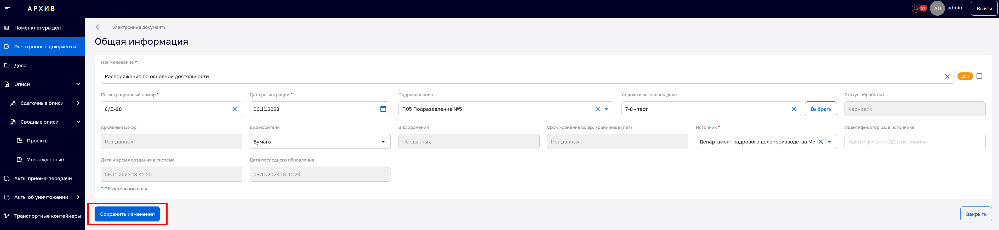 АРХИВ
57
AD
admin
Выйти
Номенклатура дел
Электронные документы
Дела
Описи
Сдаточные описи
Сводные описи
Проекты
Утвержденные
Акты приема-передачи
Акты об уничтожении
Транспортные контейнеры
Электронные документы
Общая информация
Наименование *
Распоряжение по основной деятельности
ДСП
Регистрационный номер *
Дата регистрации *
Подразделение
Индекс и заголовок дела
Статус обработки
6/Д-98
06.11.2023
П05 Подразделение №5
7-8 - тест
Выбрать
Черновик
Архивный шифр
Вид носителя
Вид хранения
Срок хранения во вр. хранилище (лет)
Источник *
Идентификатор ЭД в источнике
Нет данных
Бумага
Нет данных
Нет данных
Департамент кадрового делопроизводства Ми
Идентификатор ЭД в источнике
Дата и время создания в системе
Дата последнего обновления
09.11.2023 13:41:20
09.11.2023 13:41:23
* Обязательные поля
Сохранить изменения
Закрыть